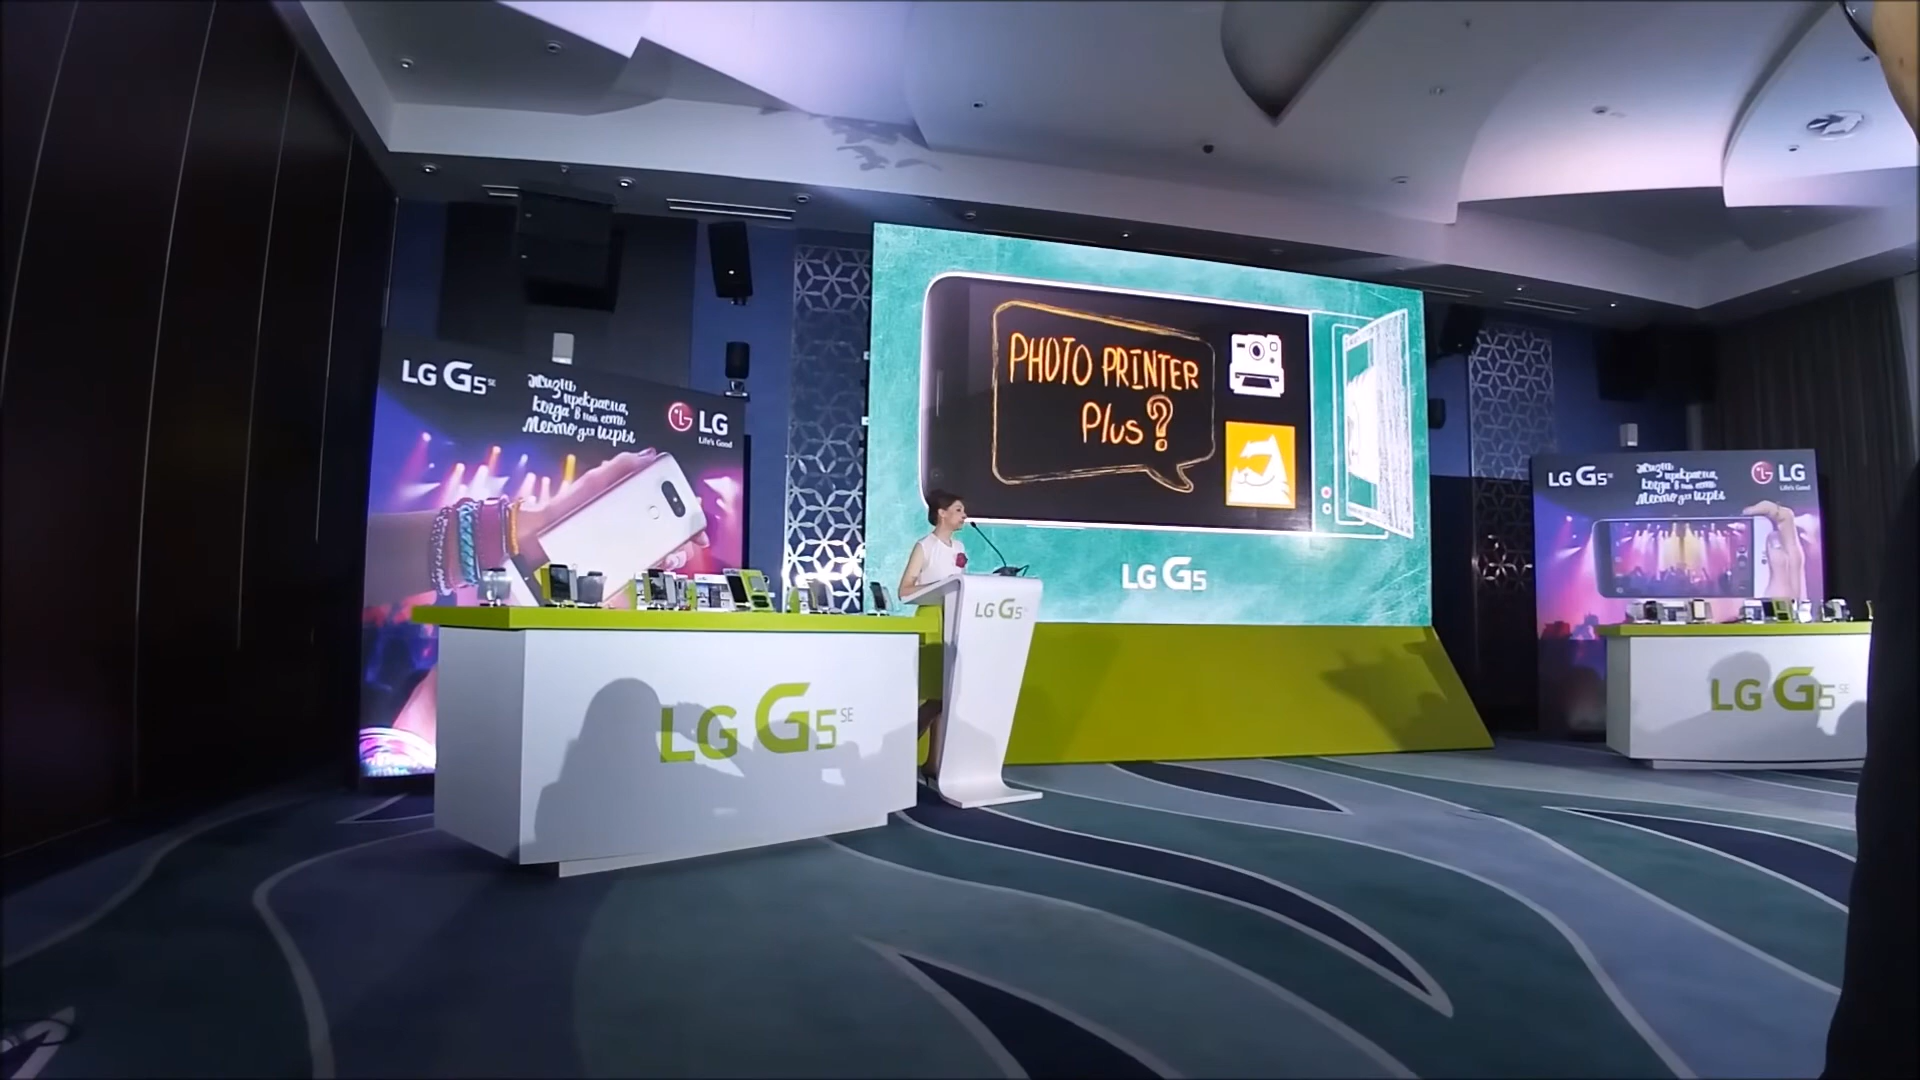 LG G5 SE
Жизнь
прекрасна,
когда в ней есть
Место для игры
LG
Life's Good
PHOTO PRINTER
Plus?
LG G5
LG G5 SE
LG G5 SE
LG G5 SE
Жизнь
прекрасна,
когда в ней есть
Место для игры
LG
Life's Good
LG G5 SE